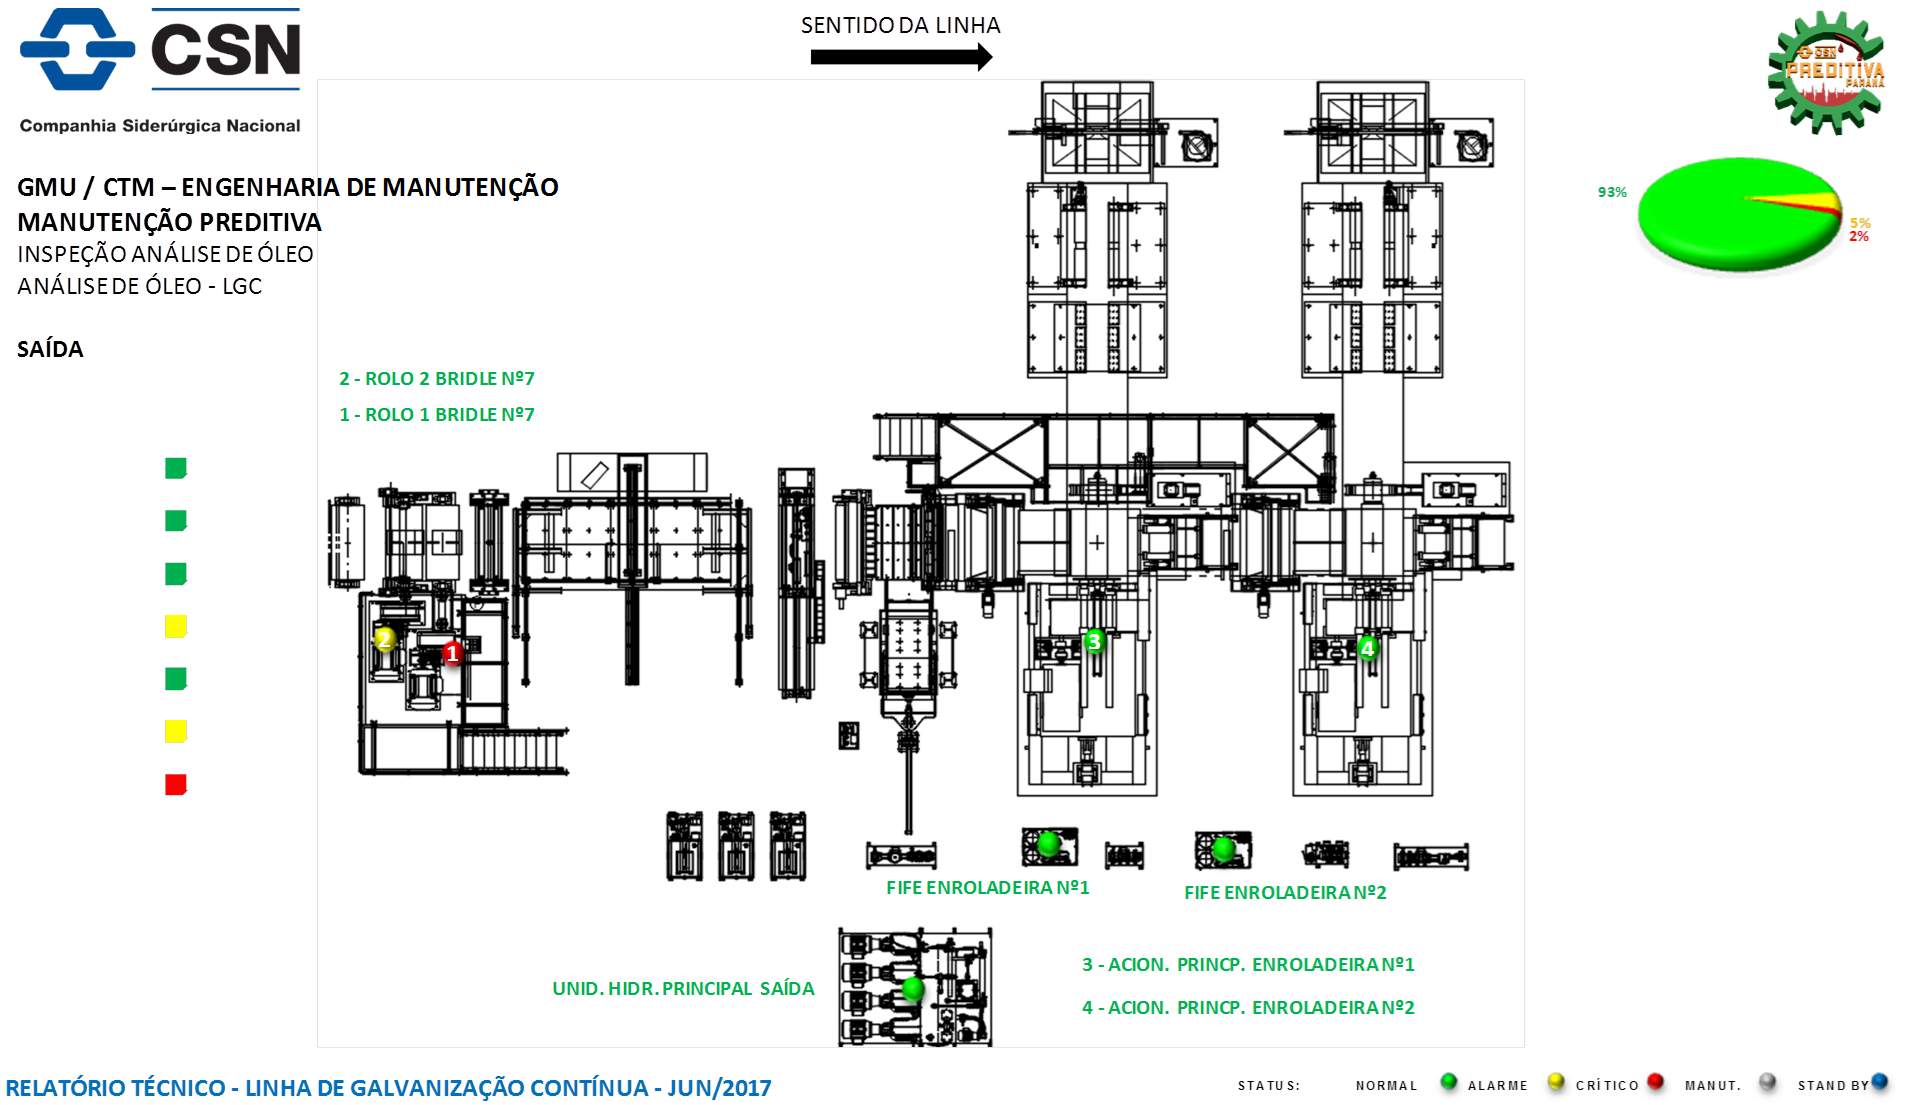 CSN
Companhia Siderúrgica Nacional
SENTIDO DA LINHA
CSN
PREDITIVA
PARANÁ
GMU / CTM – ENGENHARIA DE MANUTENÇÃO
MANUTENÇÃO PREDITIVA
INSPEÇÃO ANÁLISE DE ÓLEO
ANÁLISE DE ÓLEO - LGC
SAÍDA
93%
5%
2%
2 - ROLO 2 BRIDLE Nº7
1 - ROLO 1 BRIDLE Nº7
2
1
3
4
FIFE ENROLADEIRA Nº1
FIFE ENROLADEIRA Nº2
UNID. HIDR. PRINCIPAL SAÍDA
3 - ACION. PRINCP. ENROLADEIRA Nº1
4 - ACION. PRINCP. ENROLADEIRA Nº2
RELATÓRIO TÉCNICO - LINHA DE GALVANIZAÇÃO CONTÍNUA - JUN/2017
STATUS: NORMAL ALARME CRÍTICO MANUT. STAND BY